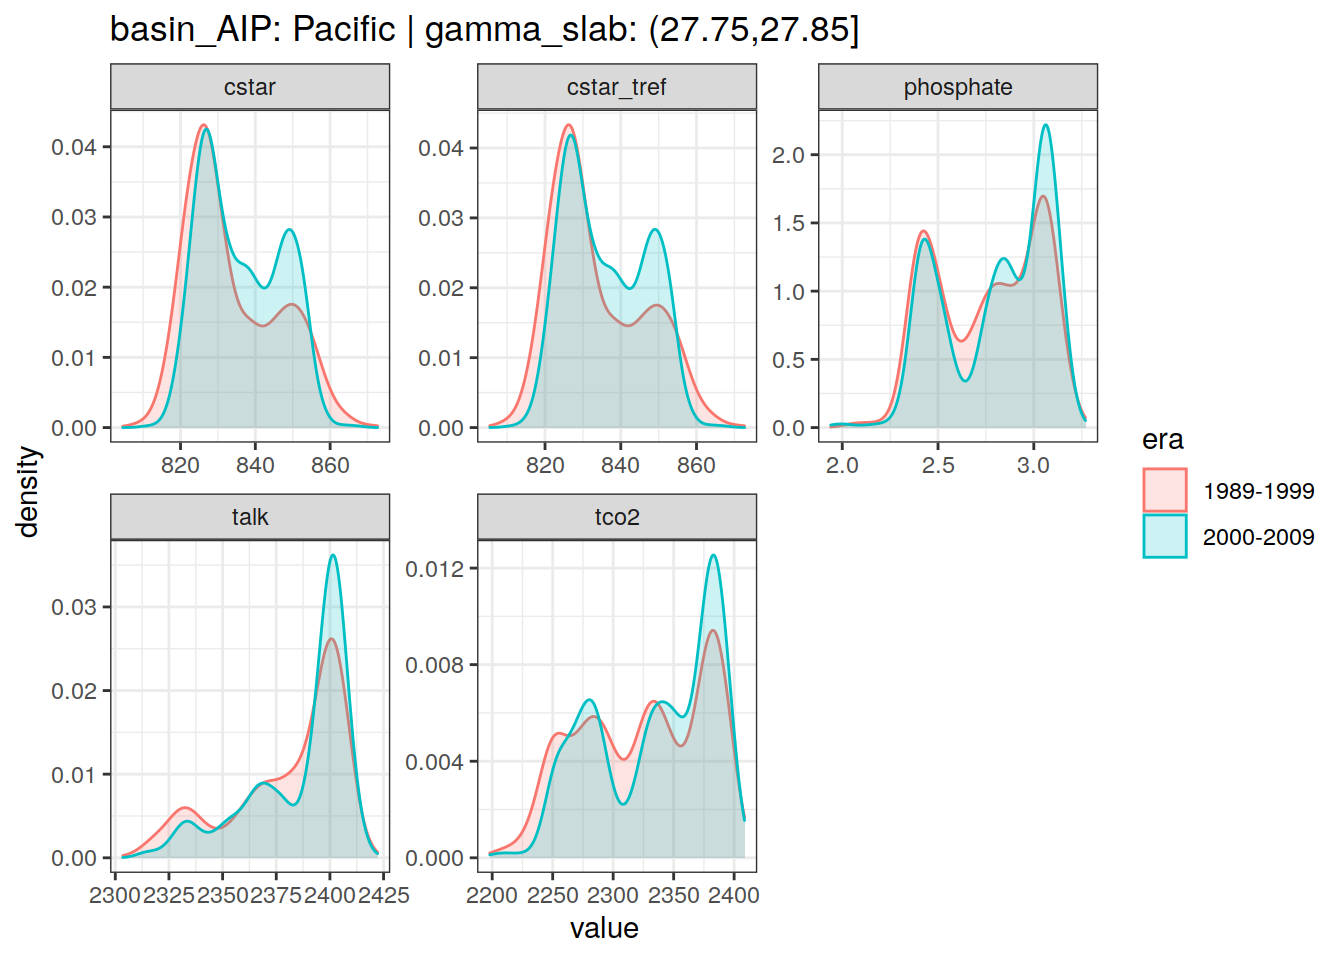 basin_AIP: Pacific | gamma_slab: (27.75,27.85]
cstar
cstar_tref
phosphate
0.04
0.03
0.02
0.01
0.00
820 840 860
0.04
0.03
0.02
0.01
0.00
820 840 860
2.0
1.5
1.0
0.5
0.0
2.0 2.5 3.0
density
talk
tco2
0.03
0.02
0.01
0.00
2300 2325 2350 2375 2400 2425
0.012
0.008
0.004
0.000
2200 2250 2300 2350 2400
value
era
1989-1999
2000-2009